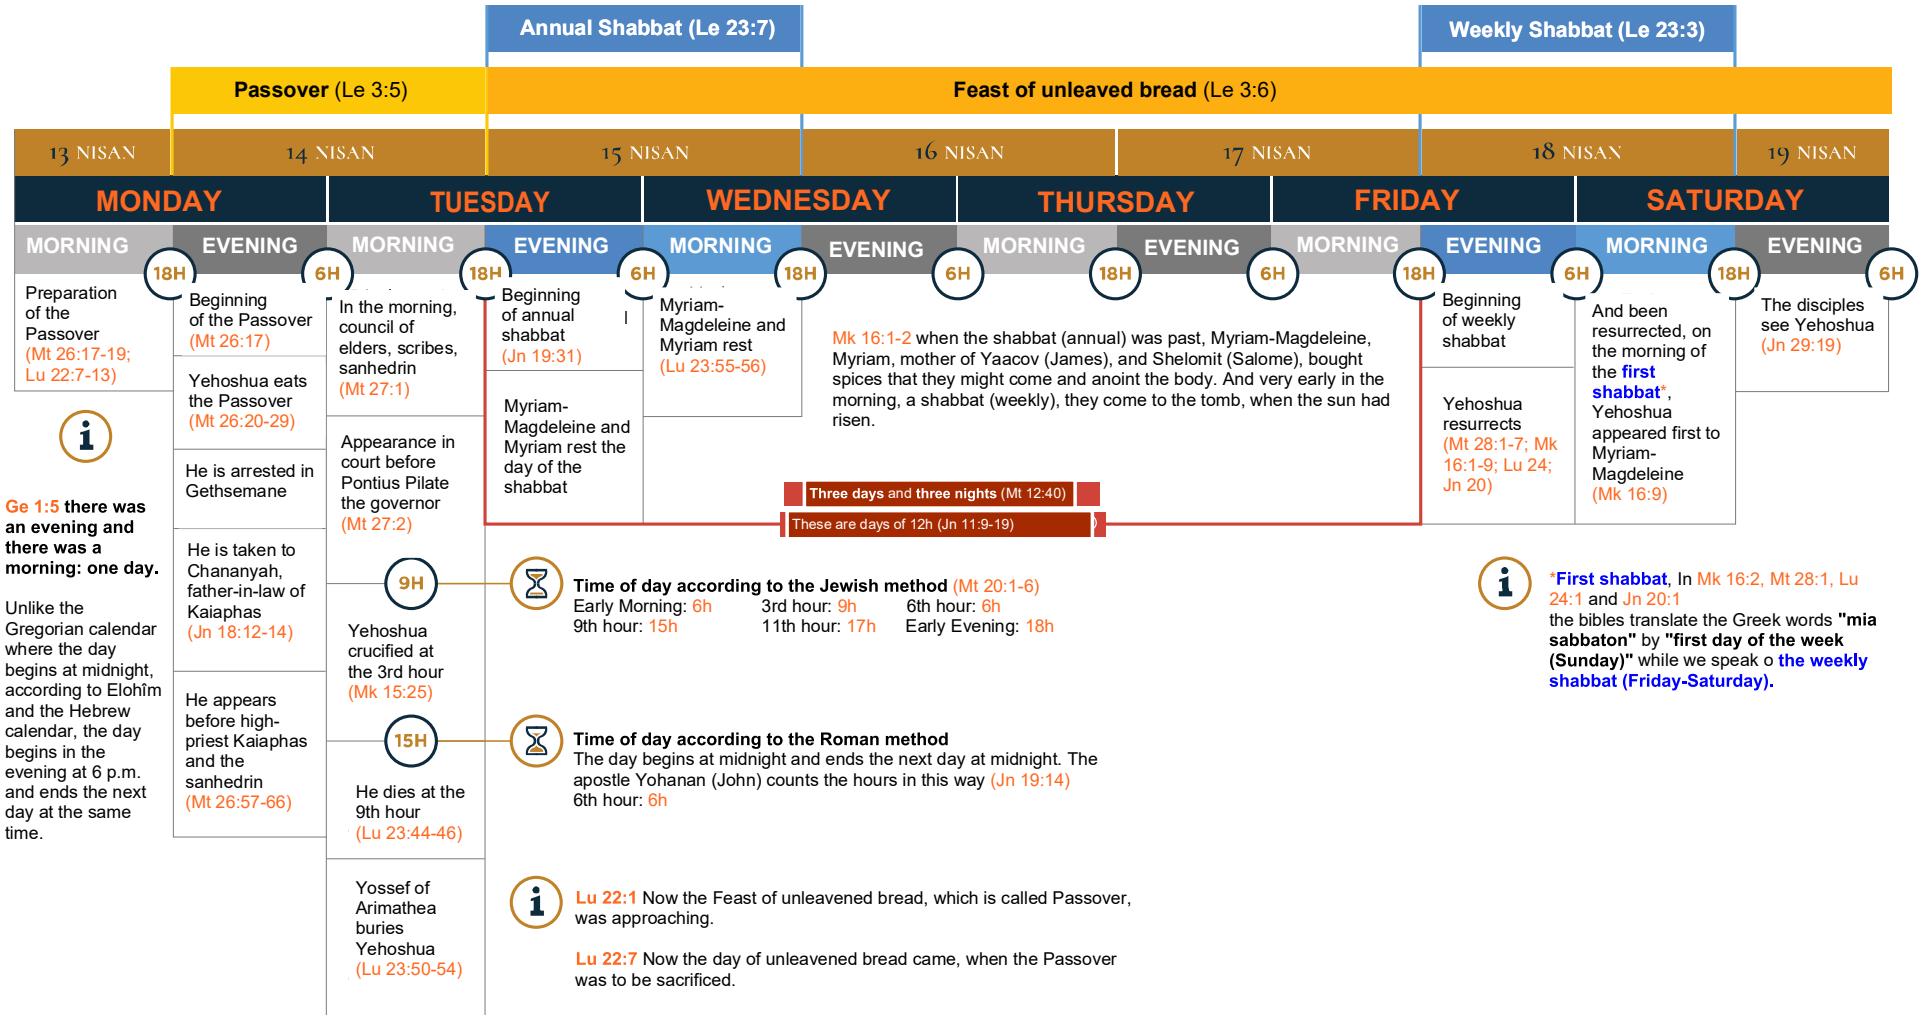 Annual Shabbat (Le 23:7)
Weekly Shabbat (Le 23:3)
Passover (Le 3:5)
Feast of unleaved bread (Le 3:6)
13 NISAN
14 NISAN
15 NISAN
16 NISAN
17 NISAN
18 NISAN
19 NISAN
MONDAY
TUESDAY
WEDNESDAY
THURSDAY
FRIDAY
SATURDAY
MORNING
EVENING
MORNING
EVENING
MORNING
EVENING
MORNING
EVENING
MORNING
EVENING
MORNING
EVENING
18H
6H
18H
6H
18H
6H
18H
6H
18H
6H
18H
6H
Preparation
of the
Passover
(Mt 26:17-19;
Lu 22:7-13)
Ge 1:5 there was
an evening and
there was a
morning: one day.
Unlike the
Gregorian calendar
where the day
begins at midnight,
according to Elohîm
and the Hebrew
calendar, the day
begins in the
evening at 6 p.m.
and ends the next
day at the same
time.
Beginning
of the Passover
(Mt 26:17)
Yehoshua eats
the Passover
(Mt 26:20-29)
He is arrested in
Gethsemane
He is taken to
Chananyah,
father-in-law of
Kaiaphas
(Jn 18:12-14)
He appears
before high-
priest Kaiaphas
and the
sanhedrin
(Mt 26:57-66)
In the morning,
council of
elders, scribes,
sanhedrin
(Mt 27:1)
Appearance in
court before
Pontius Pilate
the governor
(Mt 27:2)
9H
Yehoshua
crucified at
the 3rd hour
(Mk 15:25)
15H
He dies at the
9th hour
(Lu 23:44-46)
Yossef of
Arimathea
buries
Yehoshua
(Lu 23:50-54)
Beginning
of annual
shabbat
(Jn 19:31)
Myriam-
Magdeleine and
Myriam rest the
day of the
shabbat
Myriam-
Magdeleine and
Myriam rest
(Lu 23:55-56)
Mk 16:1-2 when the shabbat (annual) was past, Myriam-Magdeleine,
Myriam, mother of Yaacov (James), and Shelomit (Salome), bought
spices that they might come and anoint the body. And very early in the
morning, a shabbat (weekly), they come to the tomb, when the sun had
risen.
Three days and three nights (Mt 12:40)
These are days of 12h (Jn 11:9-19)
Time of day according to the Jewish method (Mt 20:1-6)
Early Morning: 6h 3rd hour: 9h 6th hour: 6h
9th hour: 15h 11th hour: 17h Early Evening: 18h
Time of day according to the Roman method
The day begins at midnight and ends the next day at midnight. The
apostle Yohanan (John) counts the hours in this way (Jn 19:14)
6th hour: 6h
Lu 22:1 Now the Feast of unleavened bread, which is called Passover,
was approaching.
Lu 22:7 Now the day of unleavened bread came, when the Passover
was to be sacrificed.
Beginning
of weekly
shabbat
Yehoshua
resurrects
(Mt 28:1-7; Mk
16:1-9; Lu 24;
Jn 20)
And been
resurrected, on
the morning of
the first
shabbat*,
Yehoshua
appeared first to
Myriam-
Magdeleine
(Mk 16:9)
The disciples
see Yehoshua
(Jn 29:19)
*First shabbat, In Mk 16:2, Mt 28:1, Lu
24:1 and Jn 20:1
the bibles translate the Greek words "mia
sabbaton" by "first day of the week
(Sunday)" while we speak o the weekly
shabbat (Friday-Saturday).